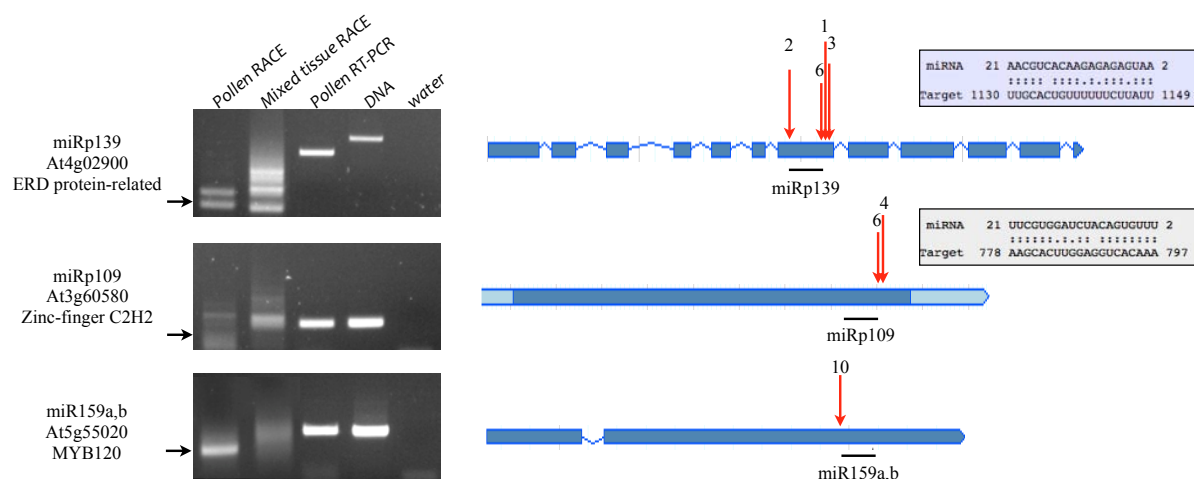 Pollen RACE
Mixed tissue RACE
Pollen RT-PCR
DNA
water
miRp139
At4g02900
ERD protein-related
1
2
3
6
miRNA 21 AACGUCACAAGAGAGAGUAA 2
::::: ::::.:.:::.:::
Target 1130 UUGCACUGUUUUUUCUUAUU 1149
miRp139
miRp109
At3g60580
Zinc-finger C2H2
4
6
miRNA 21 UUCGUGGAUCUACAGUGUUU 2
::::::.:.:: ::::::::
Target 778 AAGCACUUGGAGGUCACAAA 797
miRp109
miR159a,b
At5g55020
MYB120
10
miR159a,b